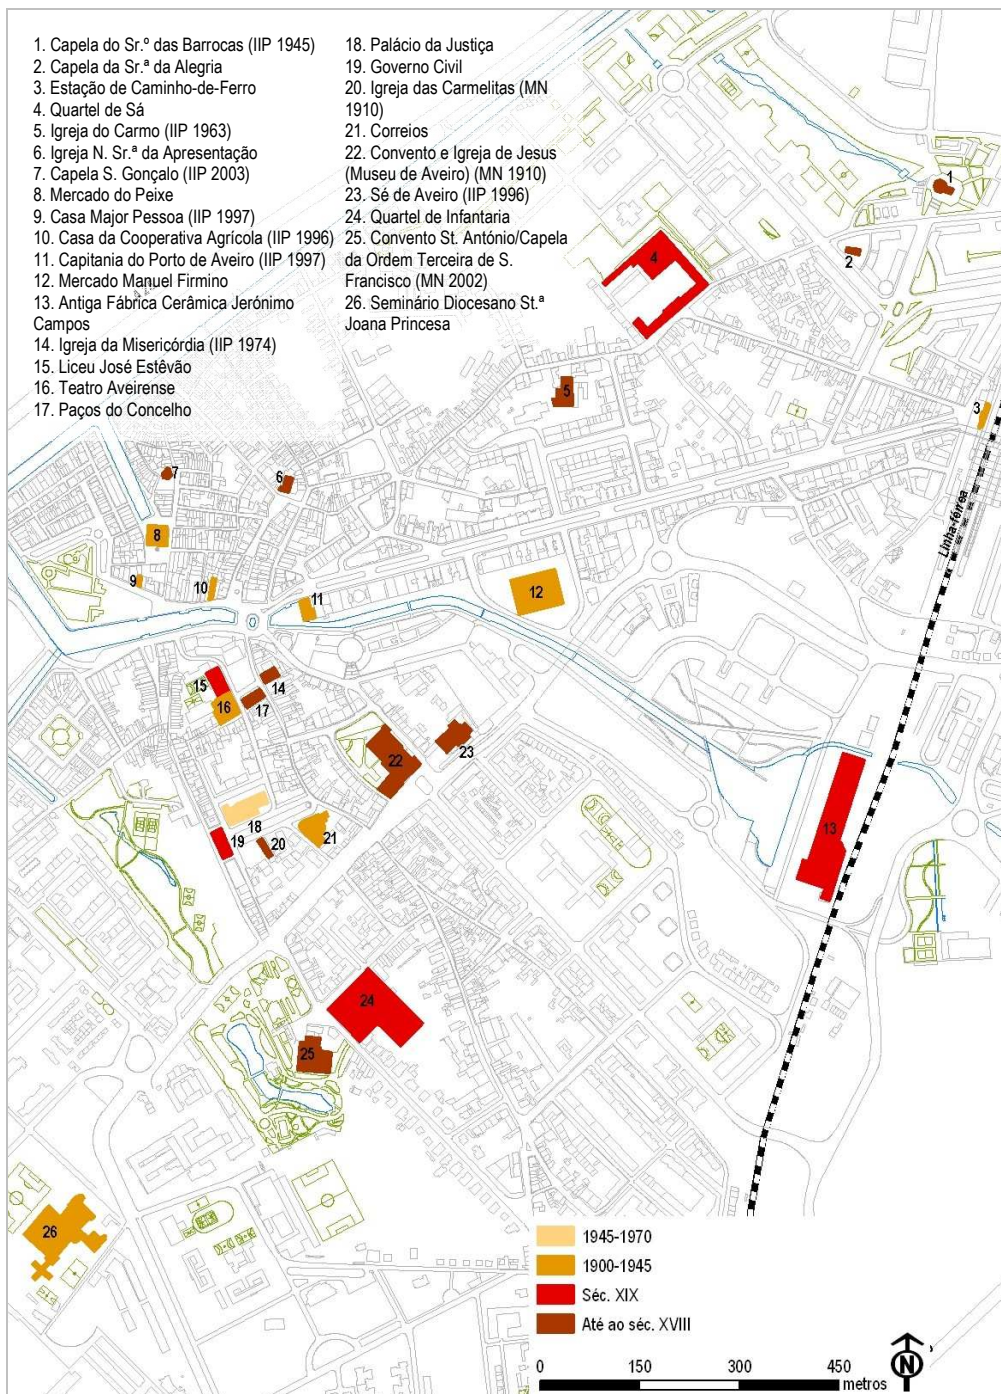 1. Capela do Sr.º das Barrocas (IIP 1945)
2. Capela da Sr.ª da Alegria
3. Estação de Caminho-de-Ferro
4. Quartel de Sá
5. Igreja do Carmo (IIP 1963)
6. Igreja N. Sr.ª da Apresentação
7. Capela S. Gonçalo (IIP 2003)
8. Mercado do Peixe
9. Casa Major Pessoa (IIP 1997)
10. Casa da Cooperativa Agrícola (IIP 1996)
11. Capitania do Porto de Aveiro (IIP 1997)
12. Mercado Manuel Firmino
13. Antiga Fábrica Cerâmica Jerónimo
Campos
14. Igreja da Misericórdia (IIP 1974)
15. Liceu José Estêvão
16. Teatro Aveirense
17. Paços do Concelho
18. Palácio da Justiça
19. Governo Civil
20. Igreja das Carmelitas (MN
1910)
21. Correios
22. Convento e Igreja de Jesus
(Museu de Aveiro) (MN 1910)
23. Sé de Aveiro (IIP 1996)
24. Quartel de Infantaria
25. Convento St. António/Capela
da Ordem Terceira de S.
Francisco (MN 2002)
26. Seminário Diocesano St.ª
Joana Princesa
1
2
4
5
3
7
6
8
Linha-férrea
9
10
12
11
15
14
16
17
23
22
13
18
21
19
20
24
25
26
1945-1970
1900-1945
Séc. XIX
Até ao séc. XVIII
0 150 300 450
metros
N